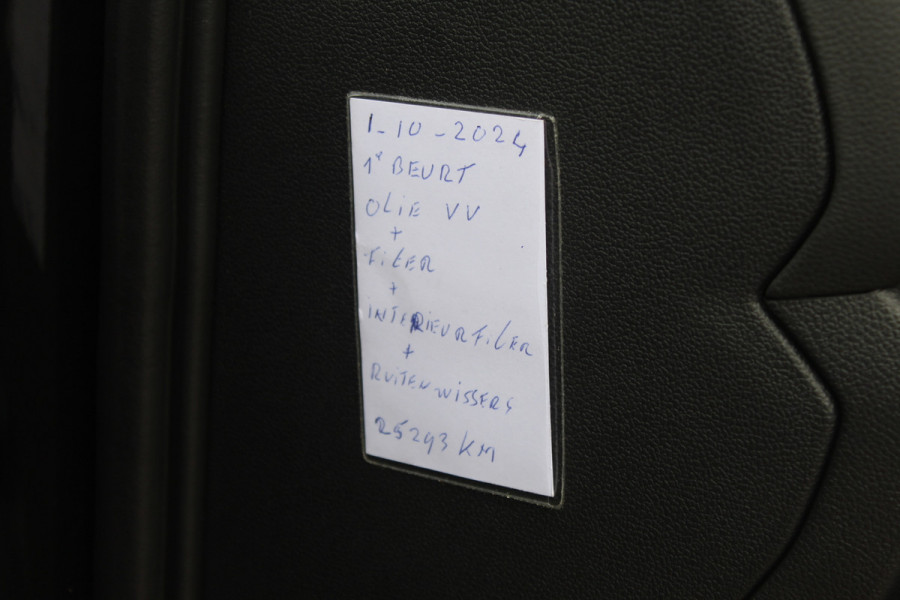 1-10-2024
1e BEURT
OLIE VV
+
FiLER
+
iNTERIEURFiLER
+
RUiTENWiSSERS
25293 KM